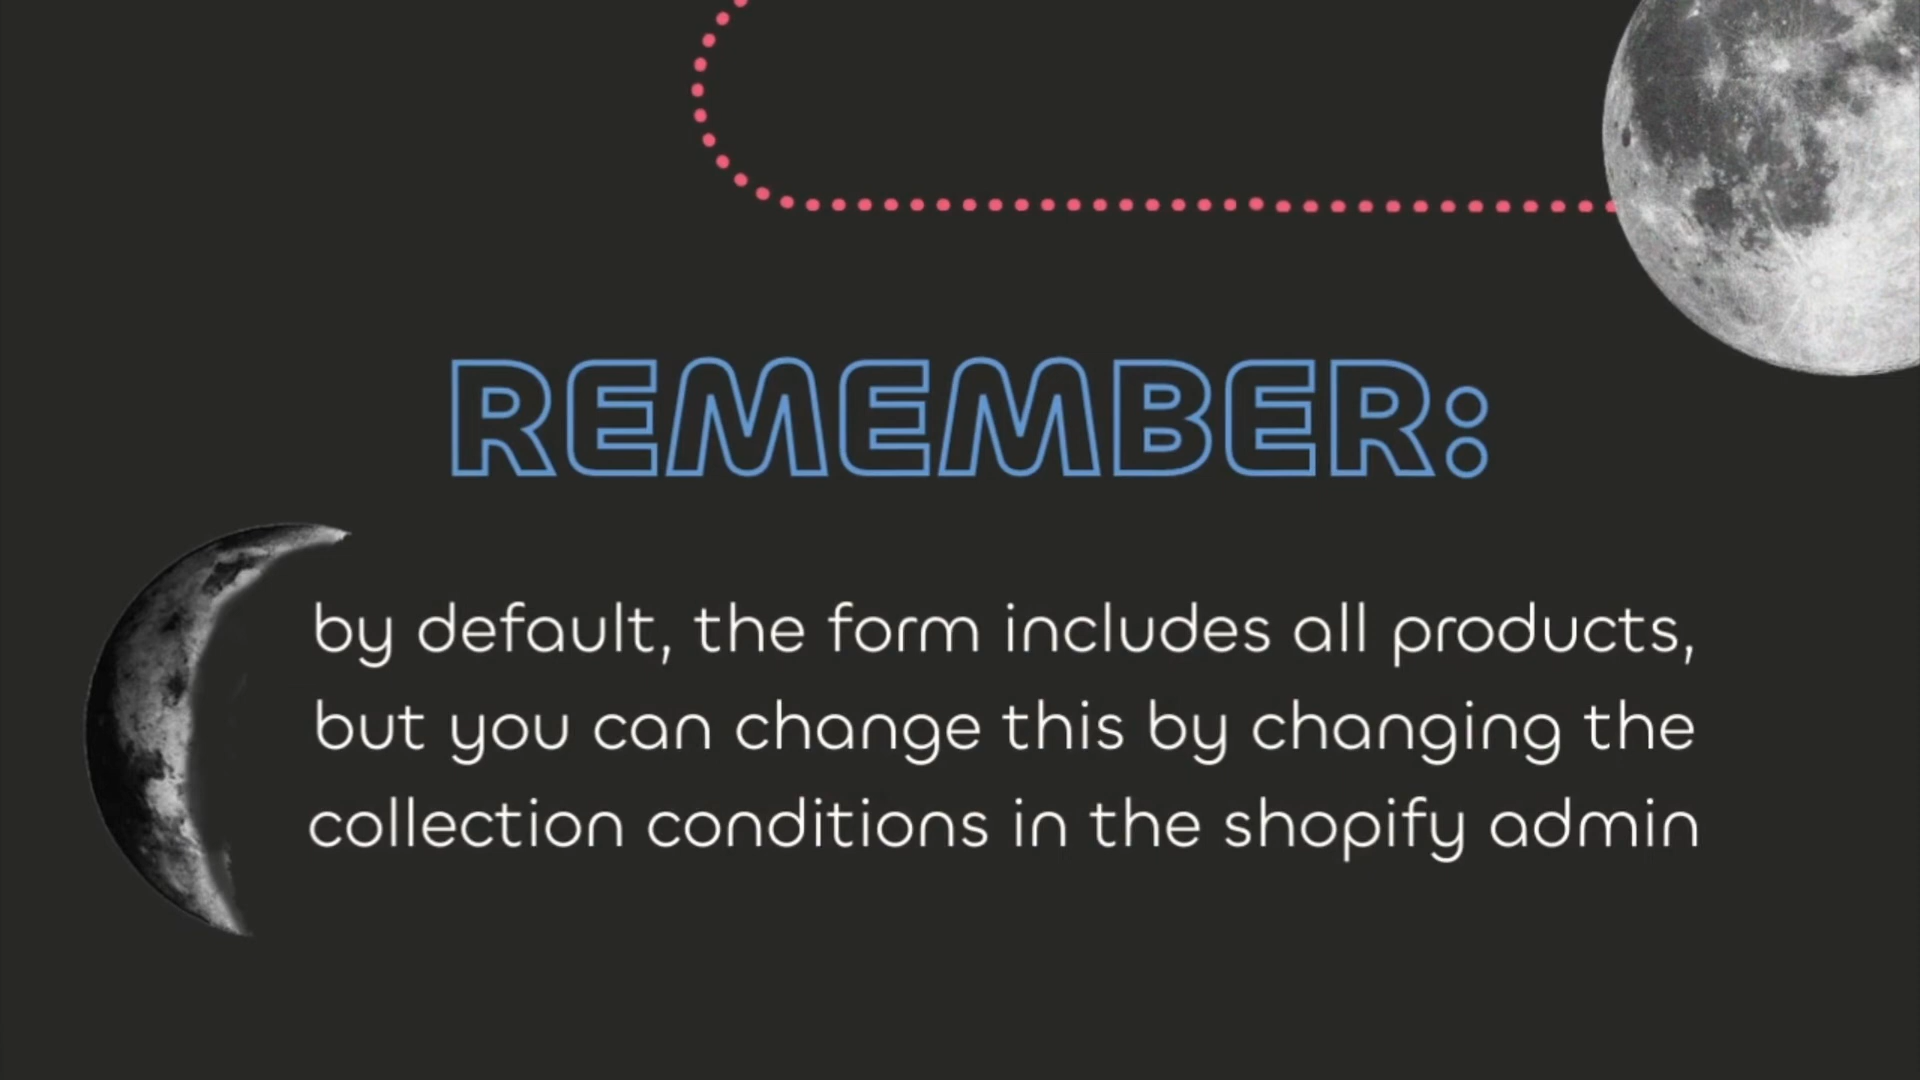 REMEMBER:
by default, the form includes all products,
but you can change this by changing the
collection conditions in the shopify admin